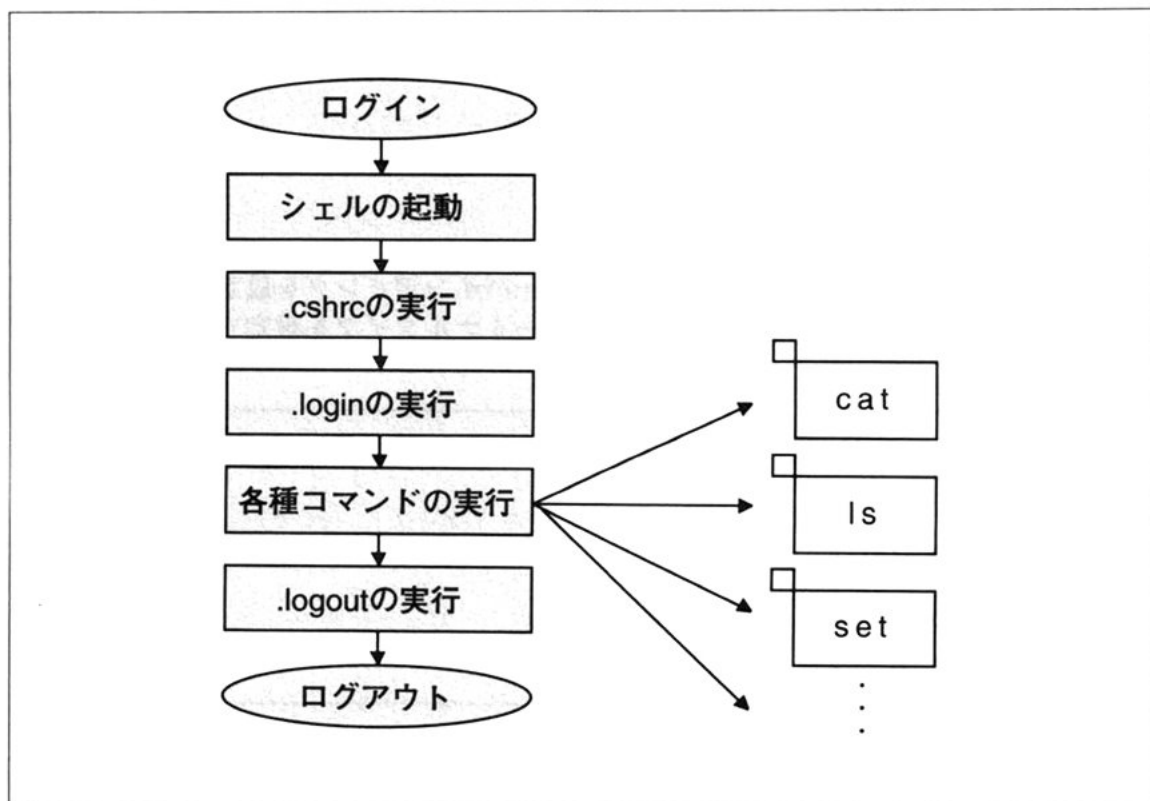 ログイン
シェルの起動
.cshrcの実行
.loginの実行
各種コマンドの実行
.logoutの実行
ログアウト
cat
ls
set